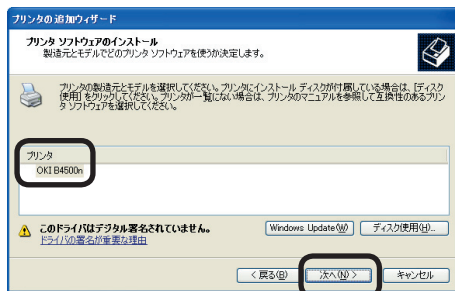 プリンタの追加ウィザード
プリンタ ソフトウェアのインストール
製造元とモデルでどのプリンタ ソフトウェアを使うか決定します。
プリンタの製造元とモデルを選択してください。プリンタにインストール ディスクが付属している場合は、[ディスク
使用] をクリックしてください。プリンタが一覧にない場合は、プリンタのマニュアルを参照して互換性のあるプリン
タ ソフトウェアを選択してください。
プリンタ
OKI B4500n
このドライバはデジタル署名されていません。
ドライバの署名が重要な理由
Windows Update(W)
ディスク使用(H)...
< 戻る(B)
次へ(N) >
キャンセル